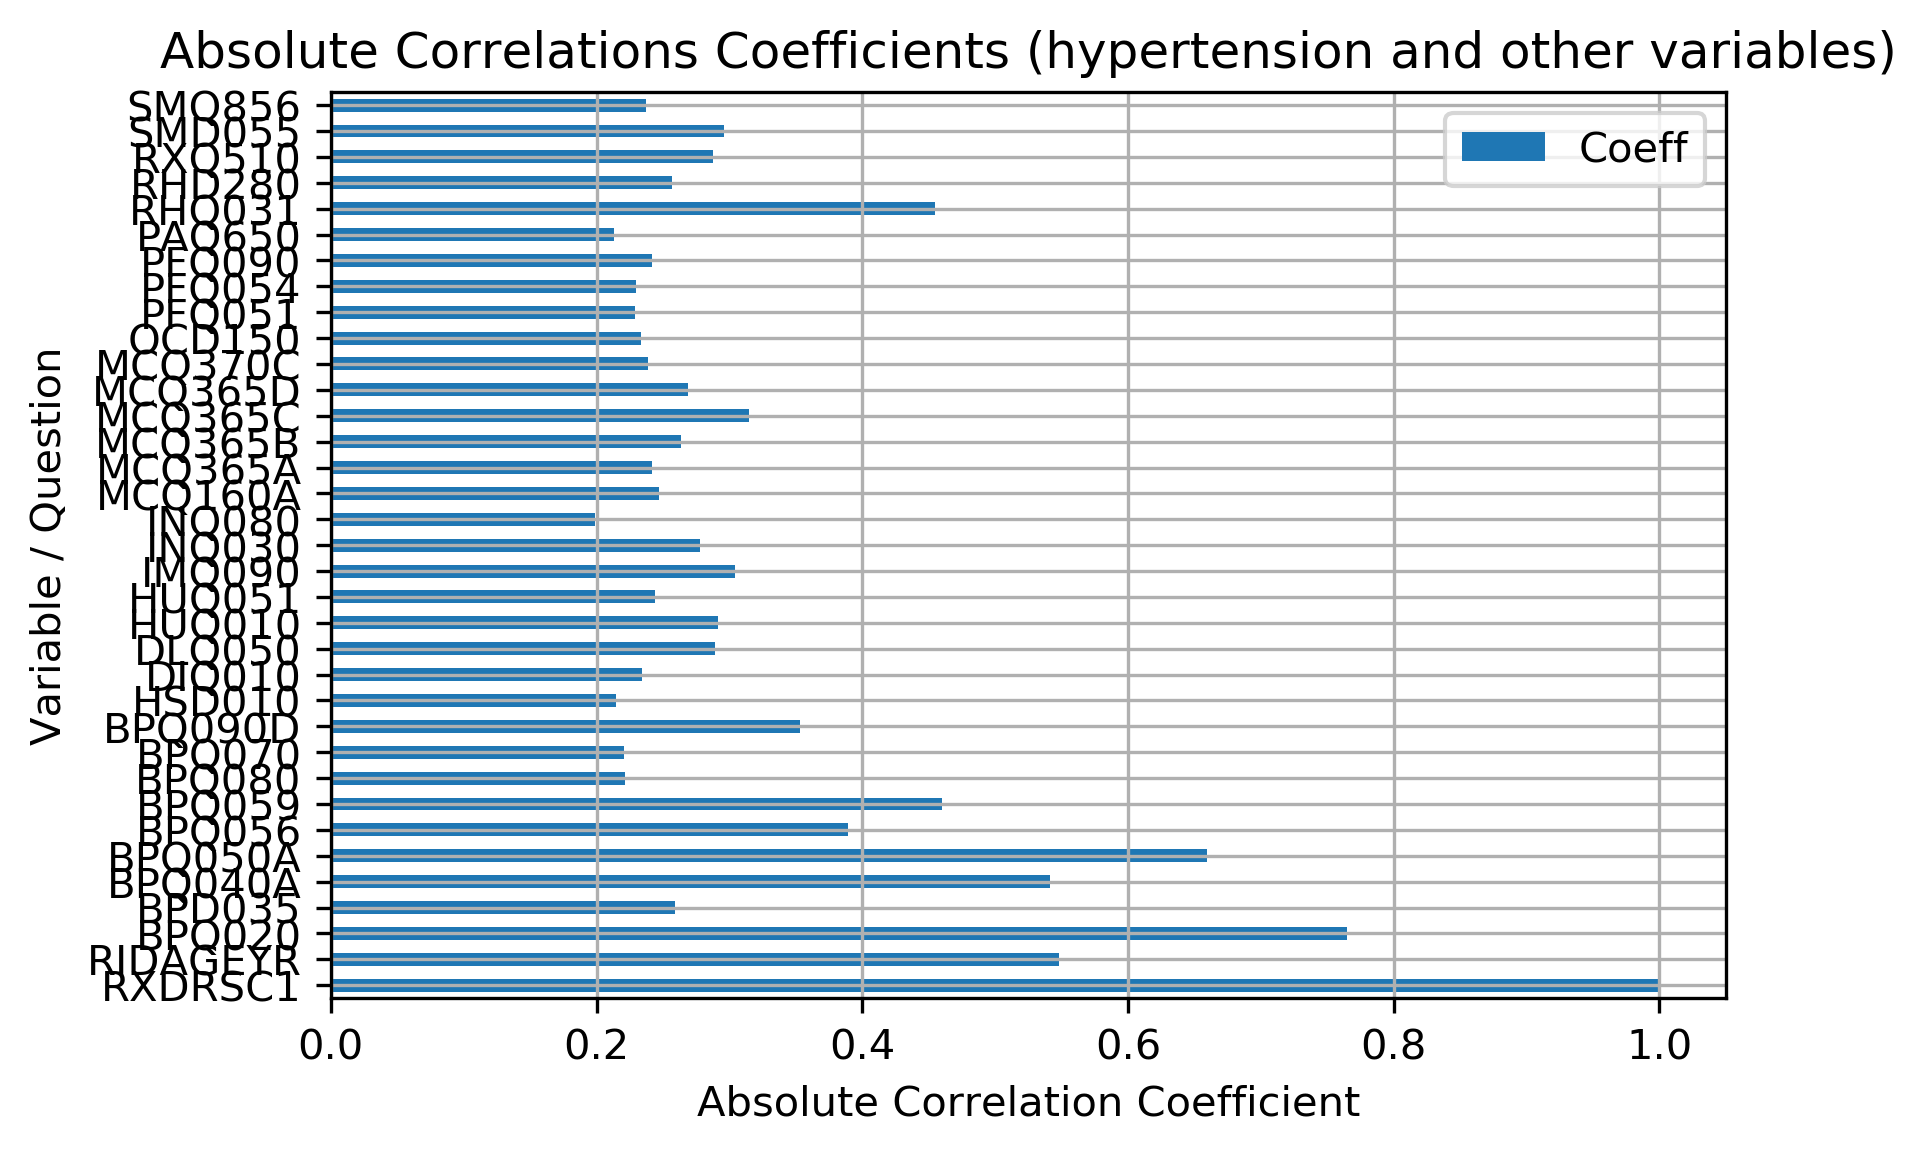 Absolute Correlations Coefficients (hypertension and other variables)
Coeff
SMQ856
SMD055
RXQ510
RHD280
RHQ031
PAQ650
PFQ090
PFQ054
PFQ051
OCD150
MCQ370C
MCQ365D
MCQ365C
MCQ365B
MCQ365A
MCQ160A
INQ080
INQ030
IMQ090
HUQ051
HUQ010
DLQ050
DIQ010
HSD010
BPQ090D
BPQ070
BPQ080
BPQ059
BPQ056
BPQ050A
BPQ040A
BPD035
BPQ020
RIDAGEYR
RXDRSC1
Variable / Question
0.0 0.2 0.4 0.6 0.8 1.0
Absolute Correlation Coefficient